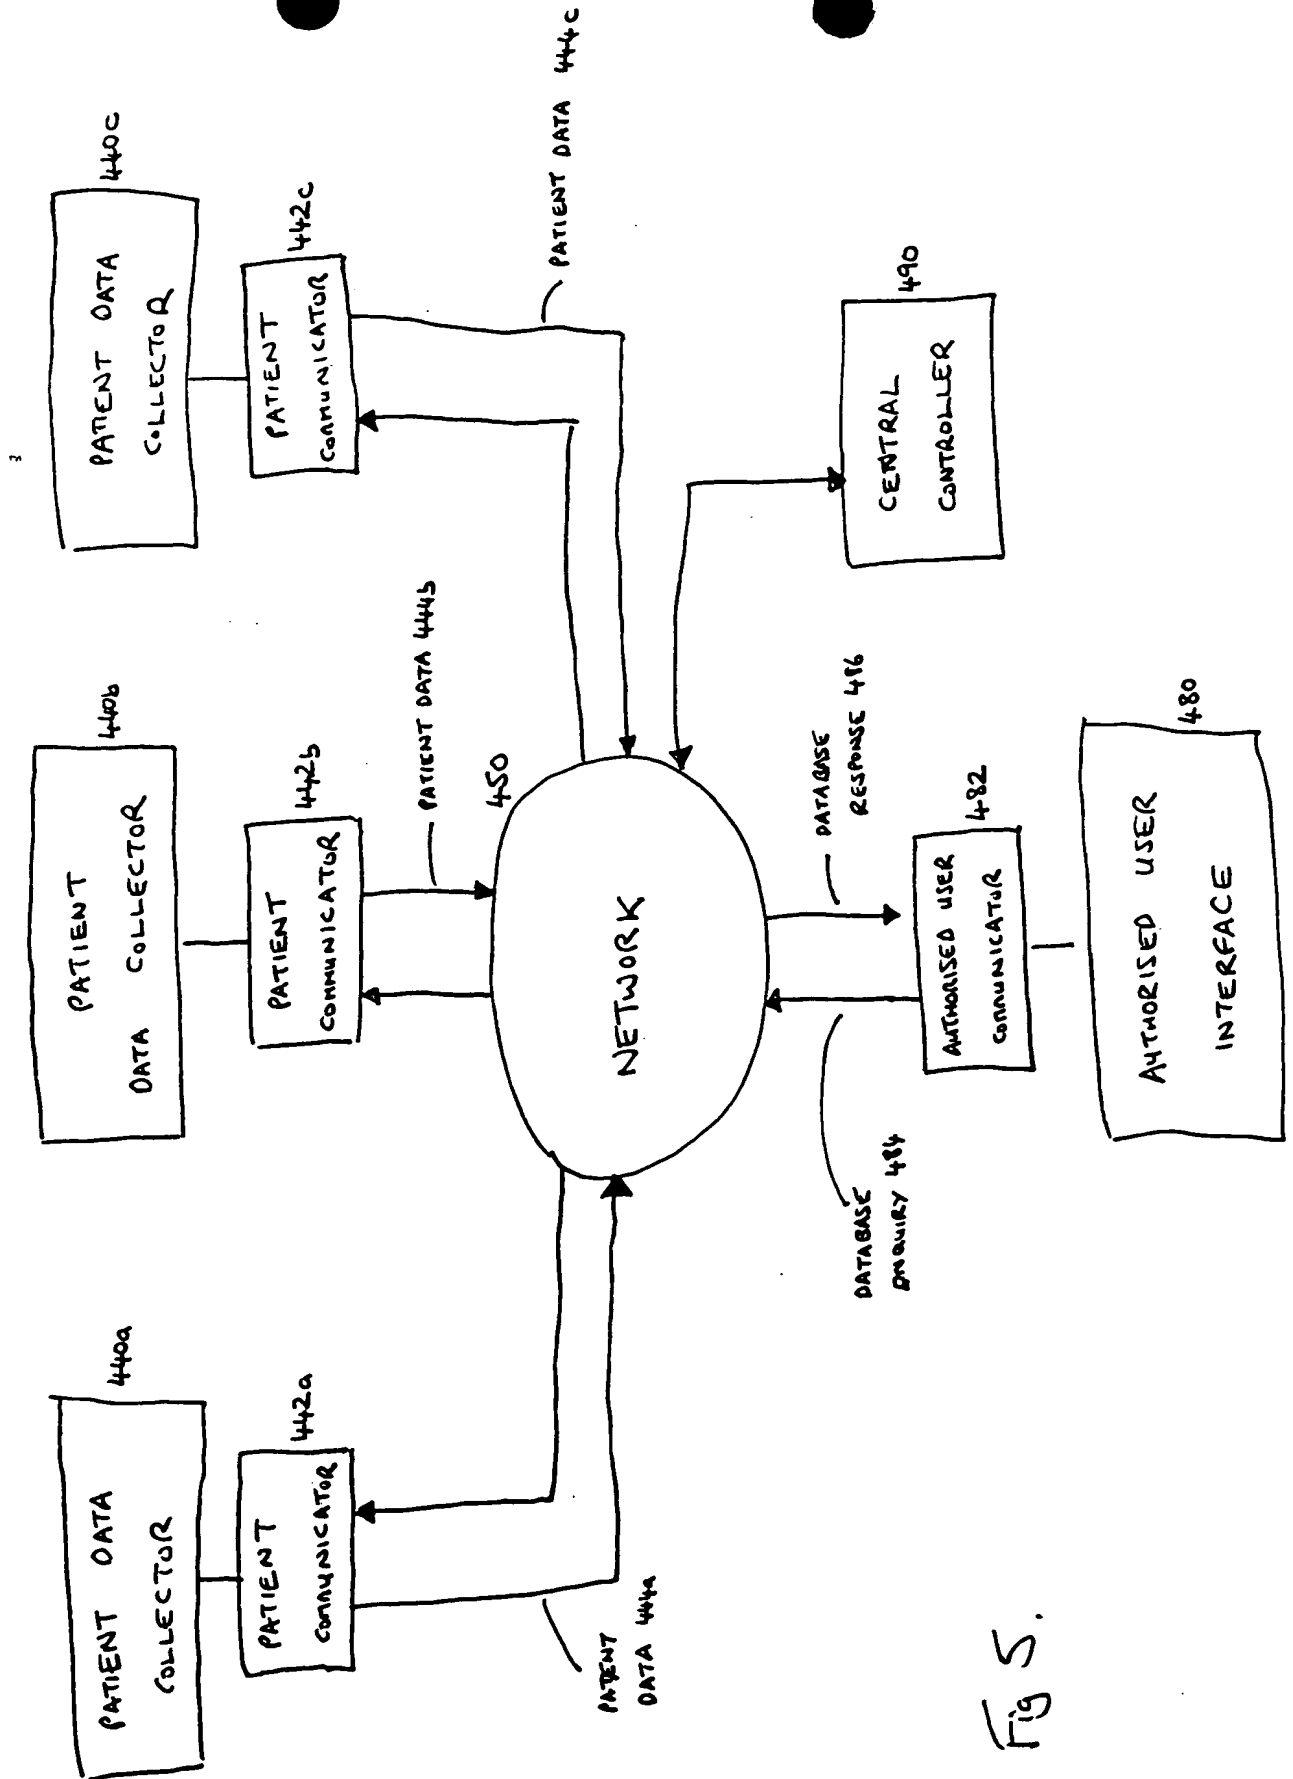 440a
PATIENT DATA
COLLECTOR
442a
PATIENT
COMMUNICATOR
PATIENT
DATA 444a
440b
PATIENT
DATA COLLECTOR
442b
PATIENT
COMMUNICATOR
PATIENT DATA 444b
440c
PATIENT DATA
COLLECTOR
442c
PATIENT
COMMUNICATOR
PATIENT DATA 444c
450
NETWORK
DATABASE
ENQUIRY 484
DATABASE
RESPONSE 486
482
AUTHORISED USER
COMMUNICATOR
480
AUTHORISED USER
INTERFACE
490
CENTRAL
CONTROLLER
Fig 5.